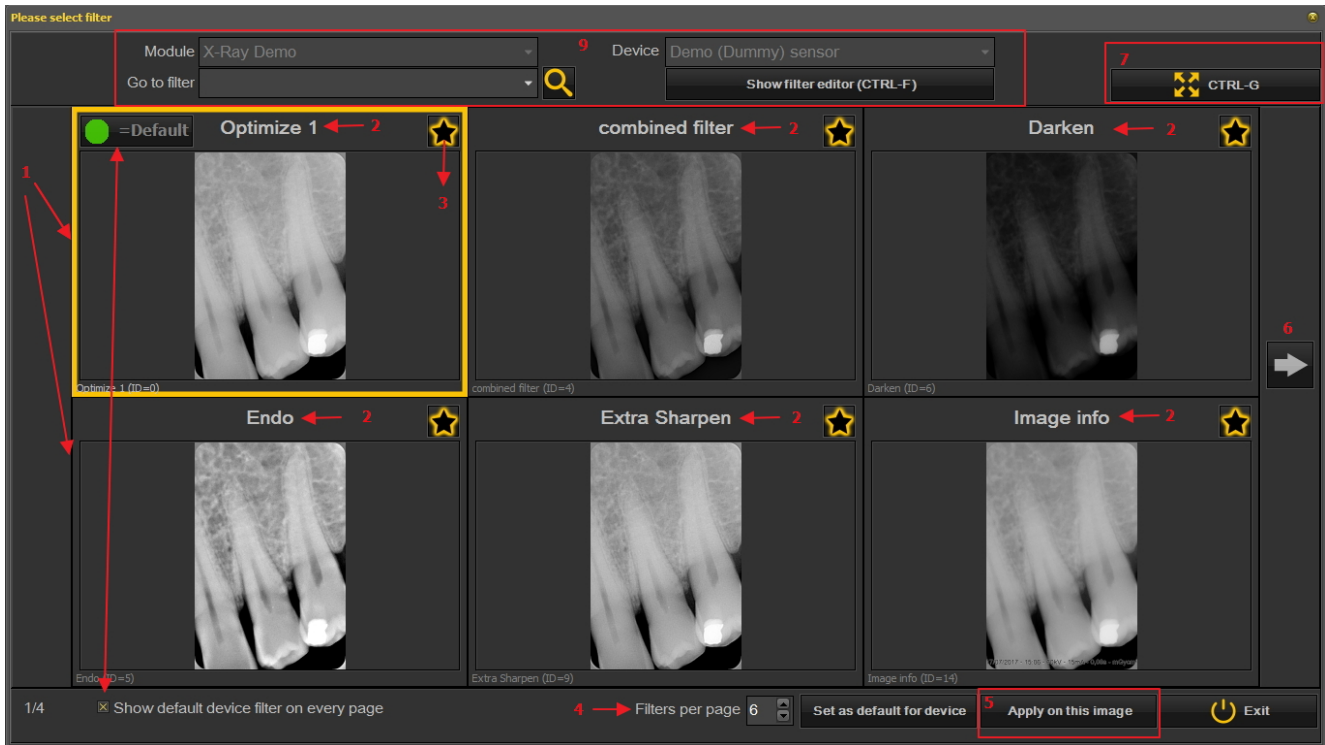 Please select filter
Module X-Ray Demo 9 Device Demo (Dummy) sensor
7
Go to filter Show filter editor (CTRL-F) CTRL-G
=Default Optimize 1 2 combined filter 2 Darken 2
1
3
6
Optimize 1 (ID=0) combined filter (ID=4) Darken (ID=6)
Endo 2 Extra Sharpen 2 Image info 2
Endo (ID=5) Extra Sharpen (ID=9) Image info (ID=14)
1/4 Show default device filter on every page 4 Filters per page 6 Set as default for device 5 Apply on this image Exit